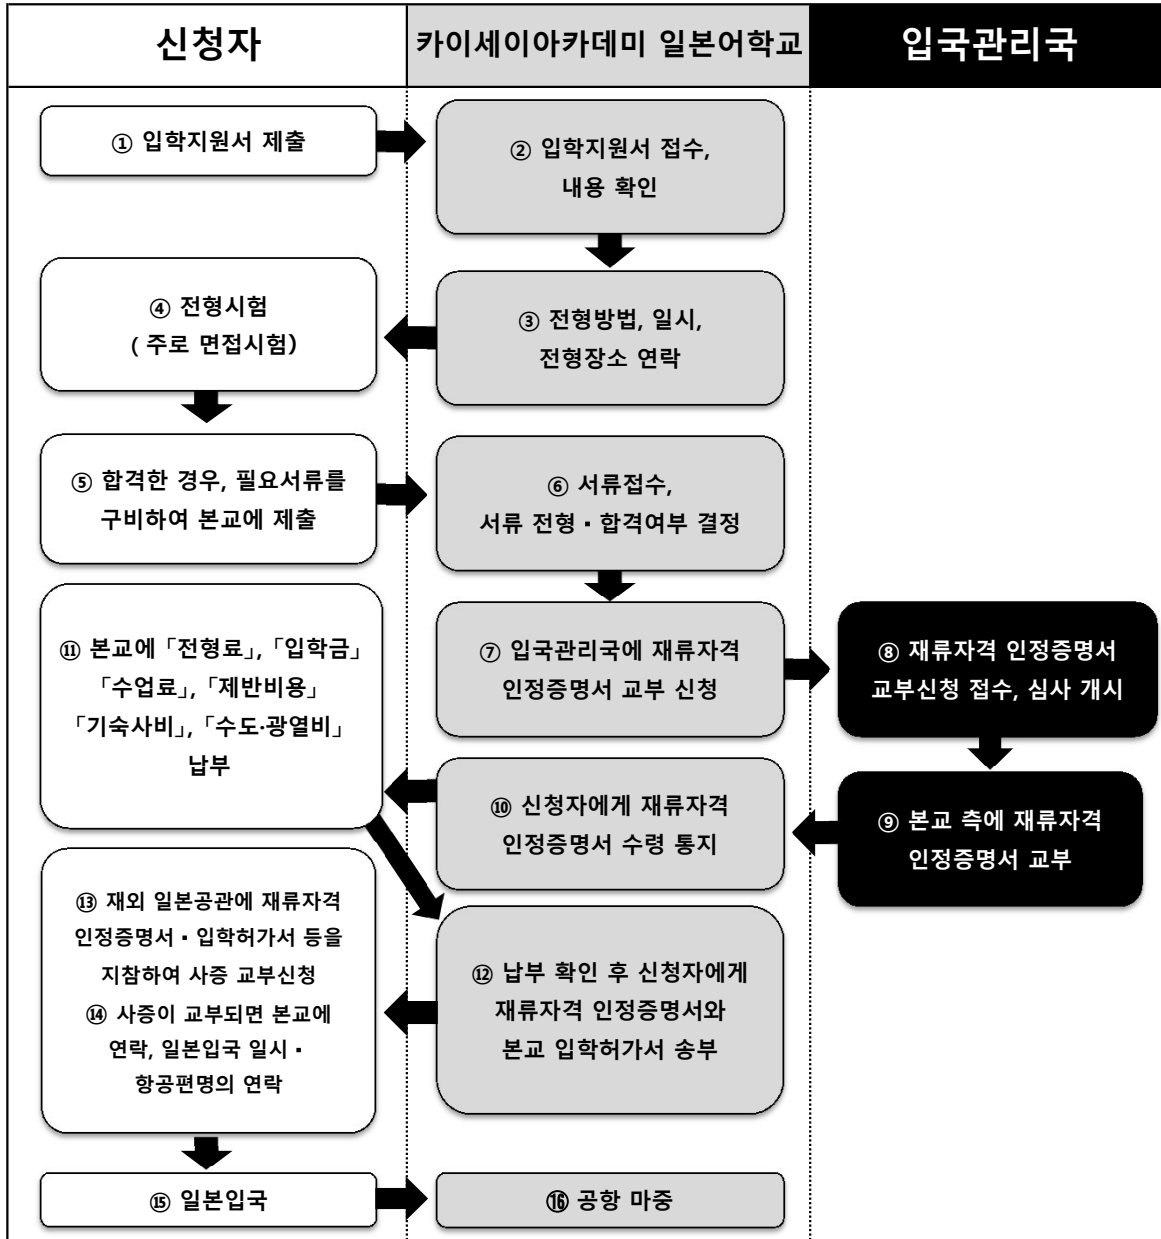 신청자
카이세이아카데미 일본어학교
입국관리국
① 입학지원서 제출
② 입학지원서 접수,
내용 확인
③ 전형방법, 일시,
전형장소 연락
④ 전형시험
( 주로 면접시험)
⑤ 합격한 경우, 필요서류를
구비하여 본교에 제출
⑥ 서류접수,
서류 전형・합격여부 결정
⑦ 입국관리국에 재류자격
인정증명서 교부 신청
⑧ 재류자격 인정증명서
교부신청 접수, 심사 개시
⑨ 본교 측에 재류자격
인정증명서 교부
⑩ 신청자에게 재류자격
인정증명서 수령 통지
⑪ 본교에 「전형료」, 「입학금」
「수업료」, 「제반비용」
「기숙사비」, 「수도·광열비」
납부
⑫ 납부 확인 후 신청자에게
재류자격 인정증명서와
본교 입학허가서 송부
⑬ 재외 일본공관에 재류자격
인정증명서・입학허가서 등을
지참하여 사증 교부신청
⑭ 사증이 교부되면 본교에
연락, 일본입국 일시・
항공편명의 연락
⑮ 일본입국
⑯ 공항 마중